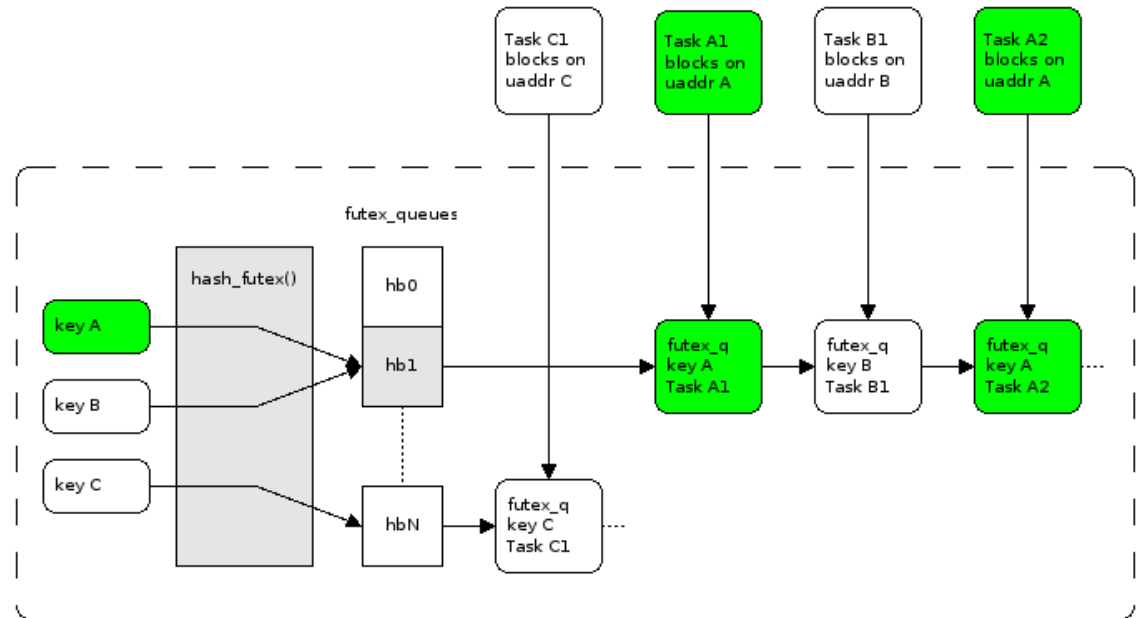 Task C1
blocks on
uaddr C
Task A1
blocks on
uaddr A
Task B1
blocks on
uaddr B
Task A2
blocks on
uaddr A
futex_queues
hash_futex()
hb0
key A
hb1
futex_q
key A
Task A1
futex_q
key B
Task B1
futex_q
key A
Task A2
key B
key C
hbN
futex_q
key C
Task C1